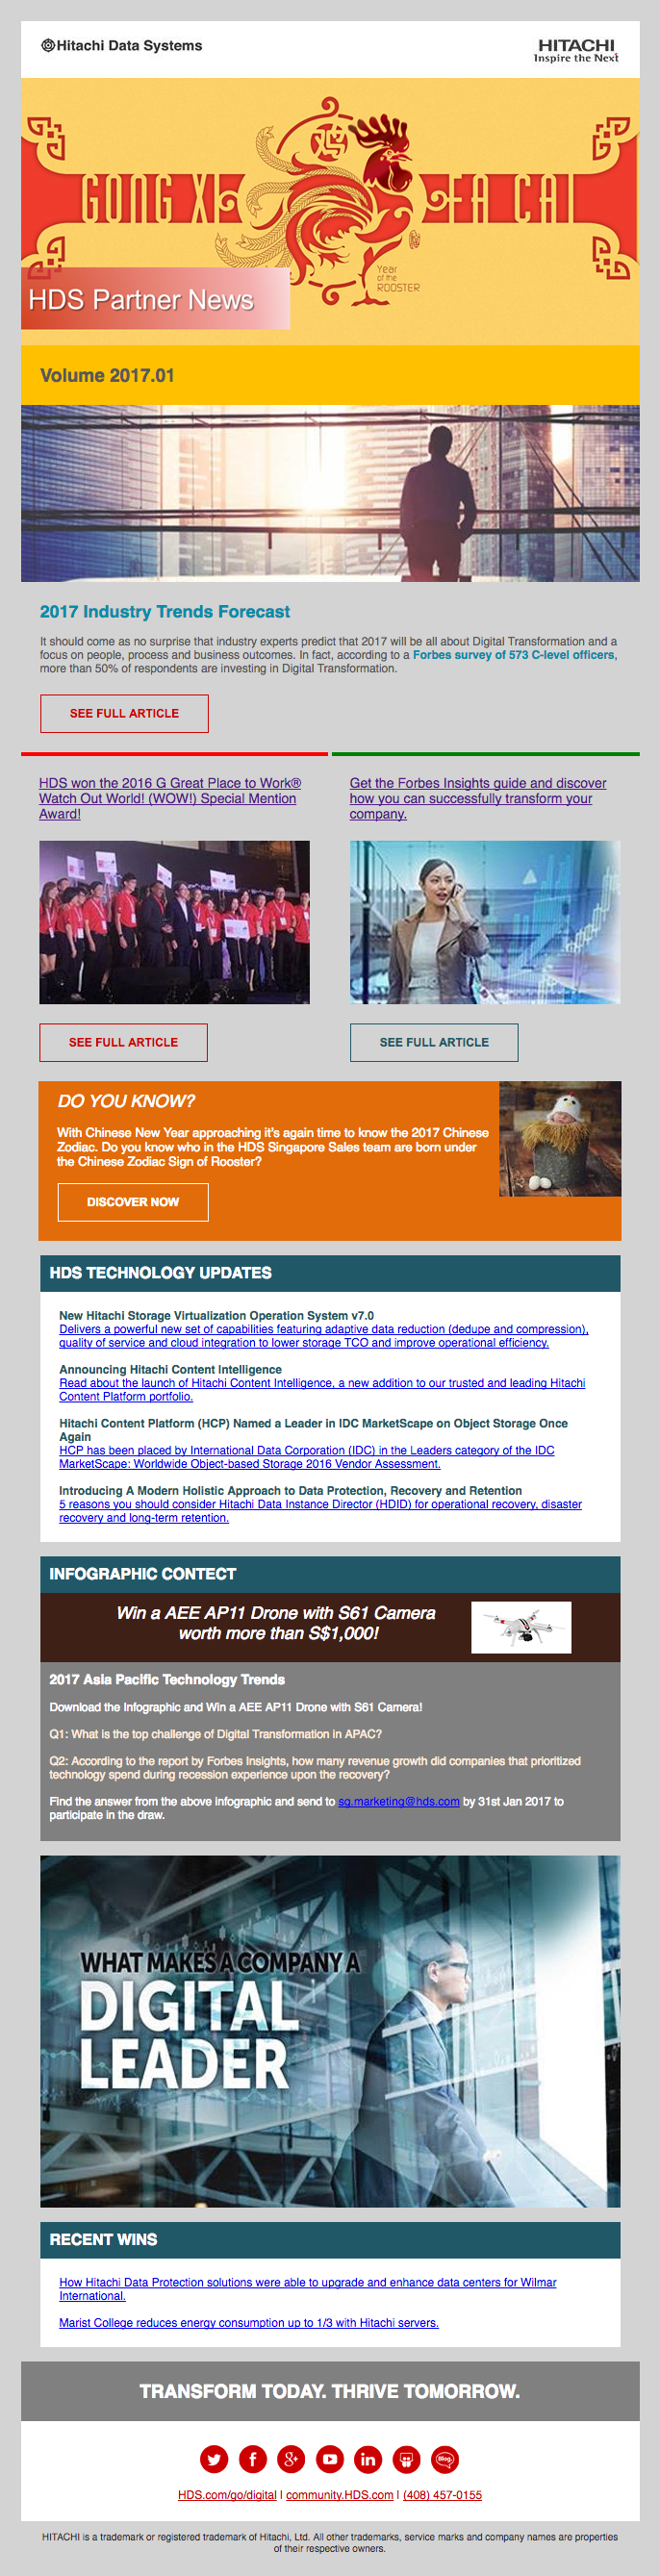 Hitachi Data Systems
HITACHI
Inspire the Next
鸡
GONG XI FA CAI
Year
of the
ROOSTER
HDS Partner News
Volume 2017.01
2017 Industry Trends Forecast
It should come as no surprise that industry experts predict that 2017 will be all about Digital Transformation and a
focus on people, process and business outcomes. In fact, according to a Forbes survey of 573 C-level officers,
more than 50% of respondents are investing in Digital Transformation.
SEE FULL ARTICLE
HDS won the 2016 G Great Place to Work®
Watch Out World! (WOW!) Special Mention
Award!
SEE FULL ARTICLE
Get the Forbes Insights guide and discover
how you can successfully transform your
company.
SEE FULL ARTICLE
DO YOU KNOW?
With Chinese New Year approaching it's again time to know the 2017 Chinese
Zodiac. Do you know who in the HDS Singapore Sales team are born under
the Chinese Zodiac Sign of Rooster?
DISCOVER NOW
HDS TECHNOLOGY UPDATES
New Hitachi Storage Virtualization Operation System v7.0
Delivers a powerful new set of capabilities featuring adaptive data reduction (dedupe and compression),
quality of service and cloud integration to lower storage TCO and improve operational efficiency.
Announcing Hitachi Content Intelligence
Read about the launch of Hitachi Content Intelligence, a new addition to our trusted and leading Hitachi
Content Platform portfolio.
Hitachi Content Platform (HCP) Named a Leader in IDC MarketScape on Object Storage Once
Again
HCP has been placed by International Data Corporation (IDC) in the Leaders category of the IDC
MarketScape: Worldwide Object-based Storage 2016 Vendor Assessment.
Introducing A Modern Holistic Approach to Data Protection, Recovery and Retention
5 reasons you should consider Hitachi Data Instance Director (HDID) for operational recovery, disaster
recovery and long-term retention.
INFOGRAPHIC CONTECT
Win a AEE AP11 Drone with S61 Camera
worth more than S$1,000!
2017 Asia Pacific Technology Trends
Download the Infographic and Win a AEE AP11 Drone with S61 Camera!
Q1: What is the top challenge of Digital Transformation in APAC?
Q2: According to the report by Forbes Insights, how many revenue growth did companies that prioritized
technology spend during recession experience upon the recovery?
Find the answer from the above infographic and send to sg.marketing@hds.com by 31st Jan 2017 to
participate in the draw.
WHAT MAKES A COMPANY A
DIGITAL
LEADER
RECENT WINS
How Hitachi Data Protection solutions were able to upgrade and enhance data centers for Wilmar
International.
Marist College reduces energy consumption up to 1/3 with Hitachi servers.
TRANSFORM TODAY. THRIVE TOMORROW.
Blog.
HDS.com/go/digital | community.HDS.com | (408) 457-0155
HITACHI is a trademark or registered trademark of Hitachi, Ltd. All other trademarks, service marks and company names are properties
of their respective owners.